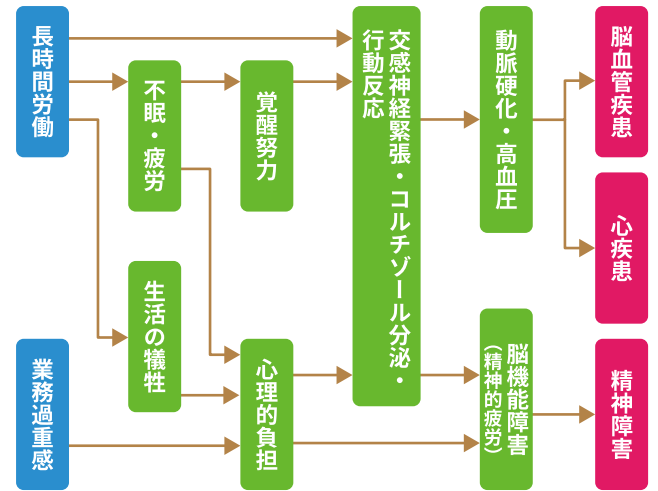 長時間労働
業務過重感
不眠・疲労
生活の犠牲
覚醒努力
心理的負担
交感神経緊張・コルチゾール分泌・
行動反応
動脈硬化・高血圧
脳機能障害
（精神的疲労）
脳血管疾患
心疾患
精神障害